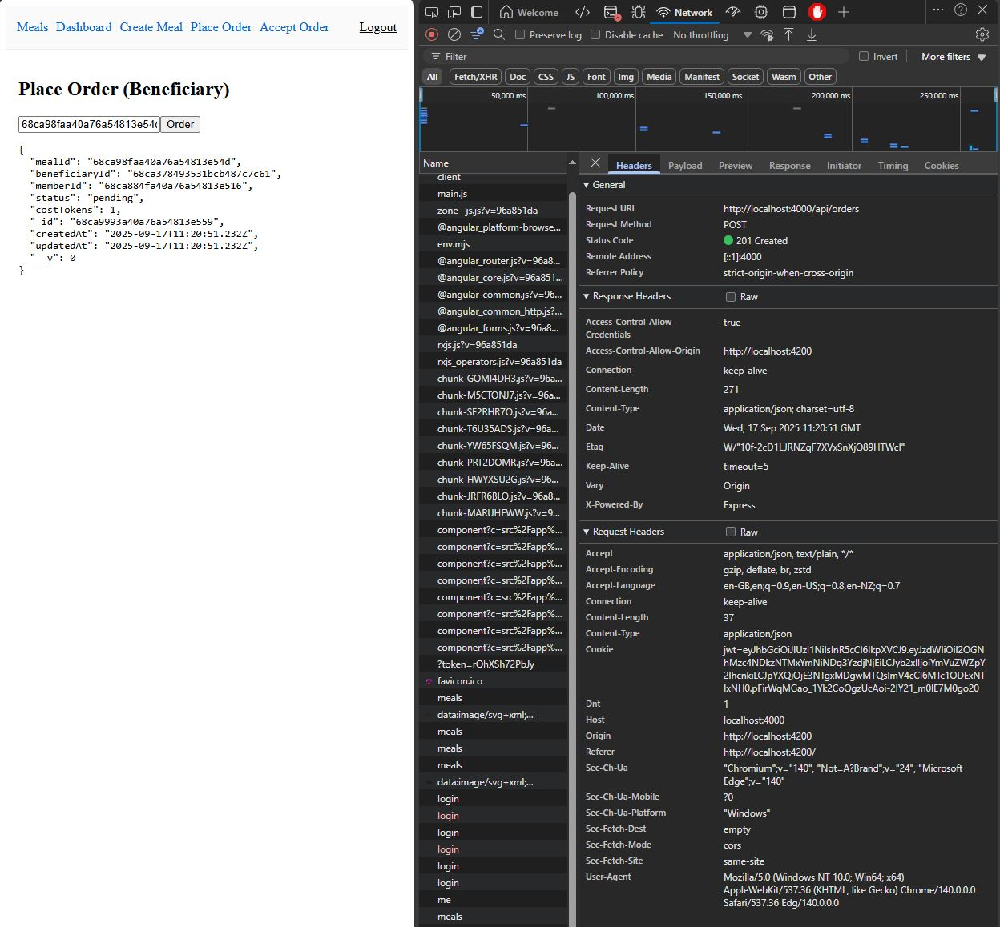 Meals Dashboard Create Meal Place Order Accept Order Logout
Place Order (Beneficiary)
68ca98faa40a76a54813e54d Order
{
"mealId": "68ca98faa40a76a54813e54d",
"beneficiaryId": "68ca378493531bcb487c7c61",
"memberId": "68ca884fa40a76a54813e516",
"status": "pending",
"costTokens": 1,
"_id": "68ca9993a40a76a54813e559",
"createdAt": "2025-09-17T11:20:51.232Z",
"updatedAt": "2025-09-17T11:20:51.232Z",
"__v": 0
}
Welcome Network
Preserve log Disable cache No throttling
Filter Invert More filters
All Fetch/XHR Doc CSS JS Font Img Media Manifest Socket Wasm Other
50,000 ms 100,000 ms 150,000 ms 200,000 ms 250,000 ms
Name
client
main.js
zone__js.js?v=96a851da
@angular_platform-browse...
env.mjs
@angular_router.js?v=96a8...
@angular_core.js?v=96a851...
@angular_common.js?v=96...
@angular_common_http.js?...
@angular_forms.js?v=96a8...
rxjs.js?v=96a851da
rxjs_operators.js?v=96a851da
chunk-GOMI4DH3.js?v=96a...
chunk-M5CTONJ7.js?v=96a...
chunk-SF2RHR7O.js?v=96a...
chunk-T6U35ADS.js?v=96a...
chunk-YW65FSQM.js?v=96...
chunk-PRT2DOMR.js?v=96a...
chunk-HWYXSU2G.js?v=96...
chunk-JRFR6BLO.js?v=96a8...
chunk-MARUHEWW.js?v=9...
component?c=src%2Fapp%...
component?c=src%2Fapp%...
component?c=src%2Fapp%...
component?c=src%2Fapp%...
component?c=src%2Fapp%...
component?c=src%2Fapp%...
component?c=src%2Fapp%...
component?c=src%2Fapp%...
?token=rQhXSh72PbJy
favicon.ico
meals
data:image/svg+xml;...
meals
meals
meals
data:image/svg+xml;...
login
login
login
login
login
login
me
meals
Headers Payload Preview Response Initiator Timing Cookies
General
Request URL http://localhost:4000/api/orders
Request Method POST
Status Code 201 Created
Remote Address [::1]:4000
Referrer Policy strict-origin-when-cross-origin
Response Headers Raw
Access-Control-Allow-Credentials true
Access-Control-Allow-Origin http://localhost:4200
Connection keep-alive
Content-Length 271
Content-Type application/json; charset=utf-8
Date Wed, 17 Sep 2025 11:20:51 GMT
Etag
Keep-Alive timeout=5
Vary Origin
X-Powered-By Express
Request Headers Raw
Accept application/json, text/plain, */*
Accept-Encoding gzip, deflate, br, zstd
Accept-Language en-GB,en;q=0.9,en-US;q=0.8,en-NZ;q=0.7
Connection keep-alive
Content-Length 37
Content-Type application/json
Cookie
Dnt 1
Host localhost:4000
Origin http://localhost:4200
Referer http://localhost:4200/
Sec-Ch-Ua "Chromium";v="140", "Not=A?Brand";v="24", "Microsoft
Edge";v="140"
Sec-Ch-Ua-Mobile ?0
Sec-Ch-Ua-Platform "Windows"
Sec-Fetch-Dest empty
Sec-Fetch-Mode cors
Sec-Fetch-Site same-site
User-Agent Mozilla/5.0 (Windows NT 10.0; Win64; x64)
AppleWebKit/537.36 (KHTML, like Gecko) Chrome/140.0.0.0
Safari/537.36 Edg/140.0.0.0